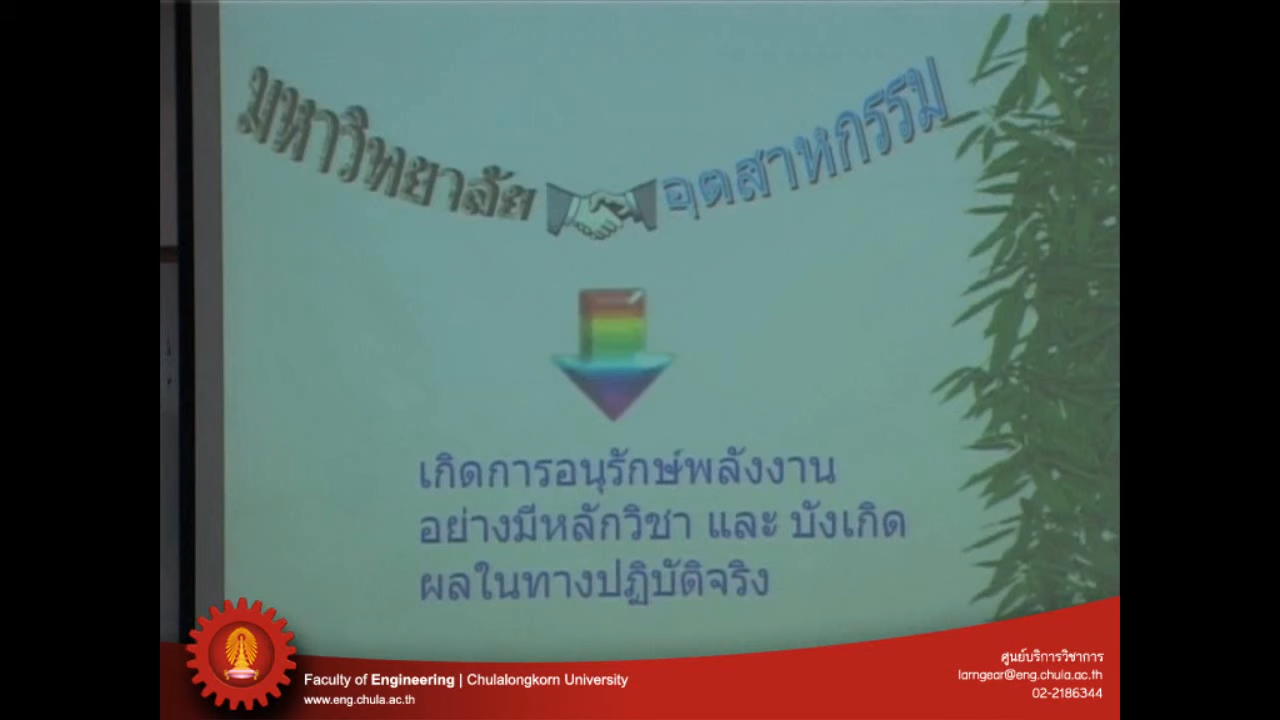 มหาวิทยาลัย อุตสาหกรรม
เกิดการอนุรักษ์พลังงาน
อย่างมีหลักวิชา และ บังเกิด
ผลในทางปฏิบัติจริง
Faculty of Engineering | Chulalongkorn University
www.eng.chula.ac.th
ศูนย์บริการวิชาการ
larngear@eng.chula.ac.th
02-2186344